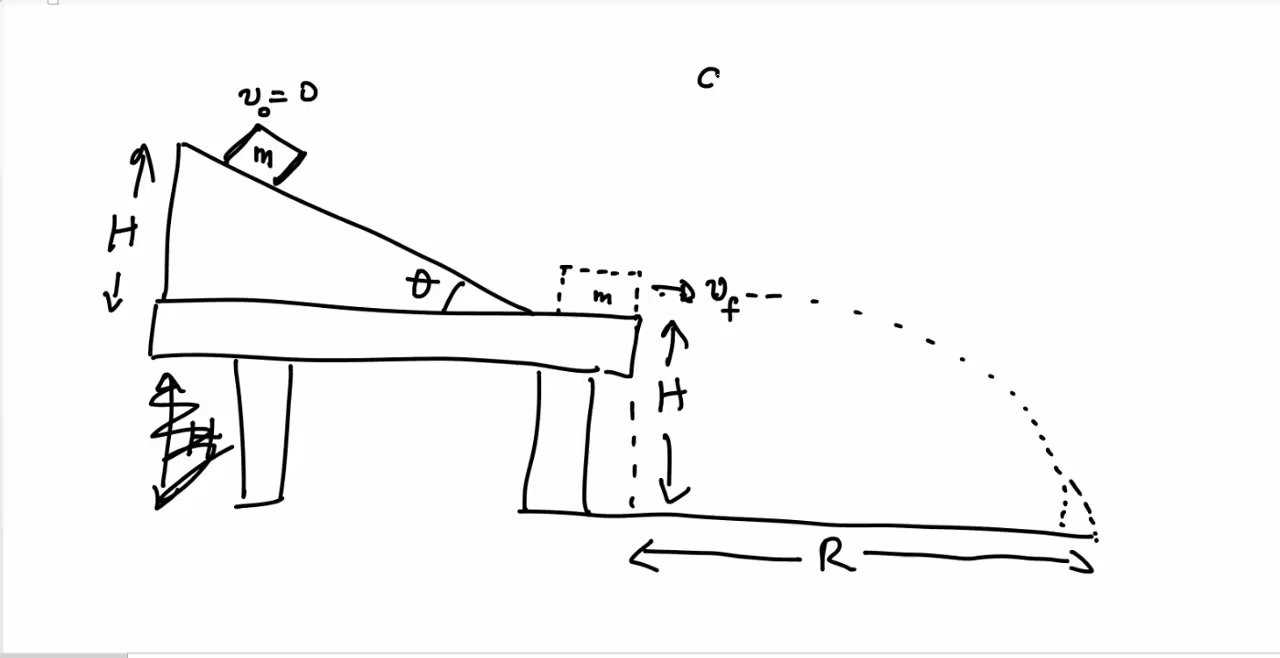 C
v₀ = 0
m
H
θ
m
v_f
H
R